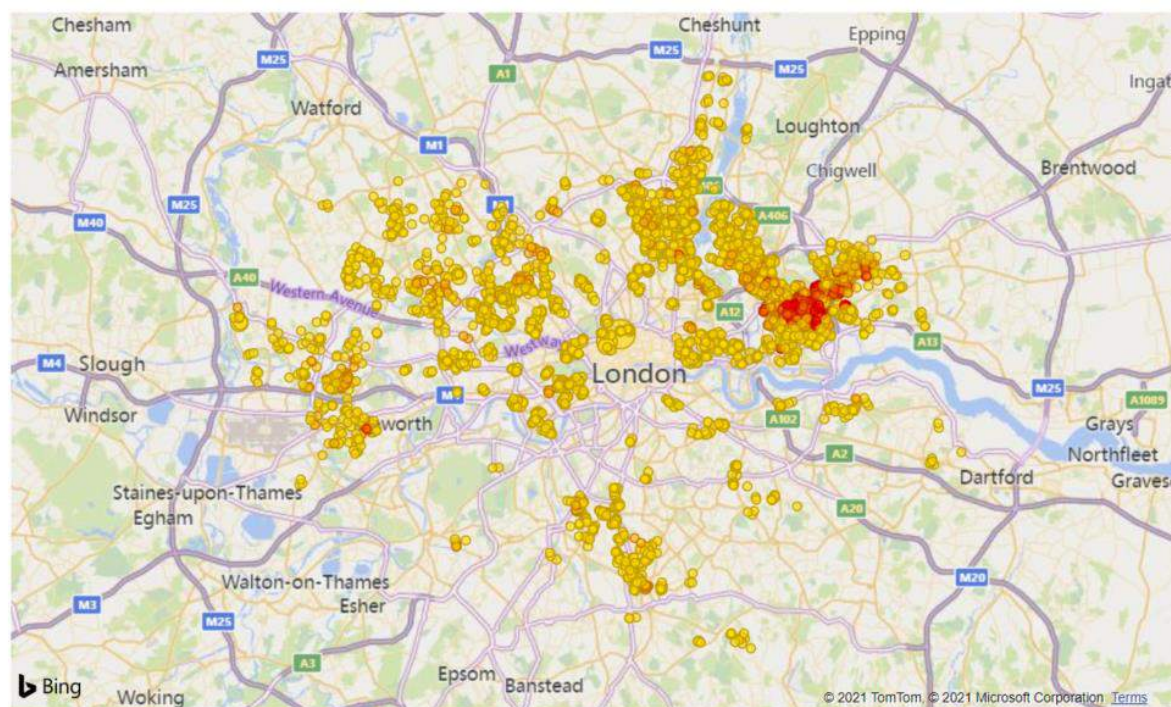 Chesham
Cheshunt
Epping
M25
M25
A1
M25
Amersham
Ingat
Watford
Loughton
M1
Chigwell
Brentwood
M25
M40
A406
A40
Western Avenue
A12
Westway
A13
Slough
M4
London
M25
Windsor
A102
A1089
Grays
worth
A2
Northfleet
Dartford
Gravese
Staines-upon-Thames
Egham
A20
Walton-on-Thames
M20
Esher
M3
M25
A3
Epsom
Banstead
Bing
Woking
© 2021 TomTom, © 2021 Microsoft Corporation Terms